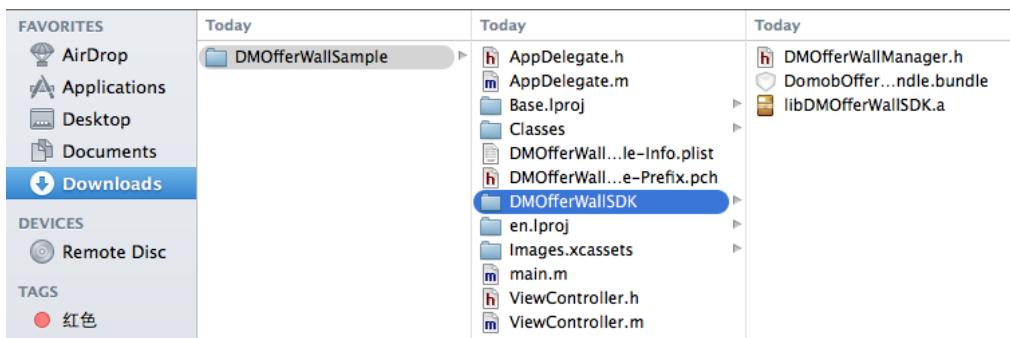 FAVORITES
AirDrop
Applications
Desktop
Documents
Downloads
DEVICES
Remote Disc
TAGS
红色
Today
DMOfferWallSample
Today
AppDelegate.h
AppDelegate.m
Base.lproj
Classes
DMOfferWall...le-Info.plist
DMOfferWall...e-Prefix.pch
DMOfferWallSDK
en.lproj
Images.xcassets
main.m
ViewController.h
ViewController.m
Today
DMOfferWallManager.h
DomobOffer...ndle.bundle
libDMOfferWallSDK.a